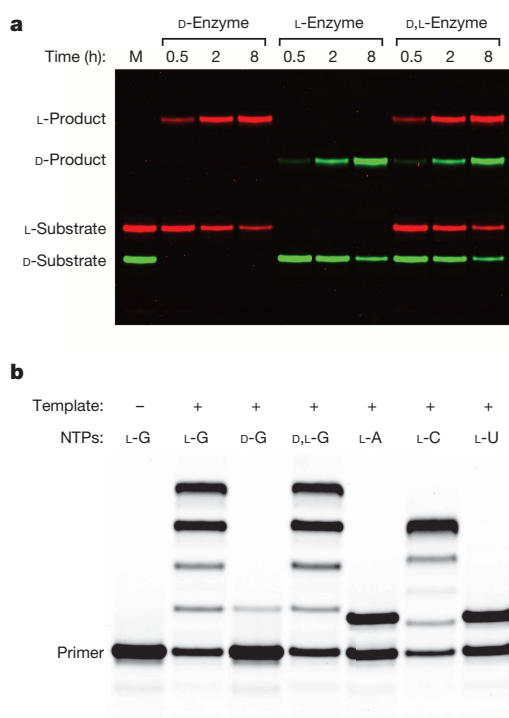 a
D-Enzyme L-Enzyme D,L-Enzyme
Time (h): M 0.5 2 8 0.5 2 8 0.5 2 8
L-Product
D-Product
L-Substrate
D-Substrate
b
Template: – + + + + + +
NTPs: L-G L-G D-G D,L-G L-A L-C L-U
Primer